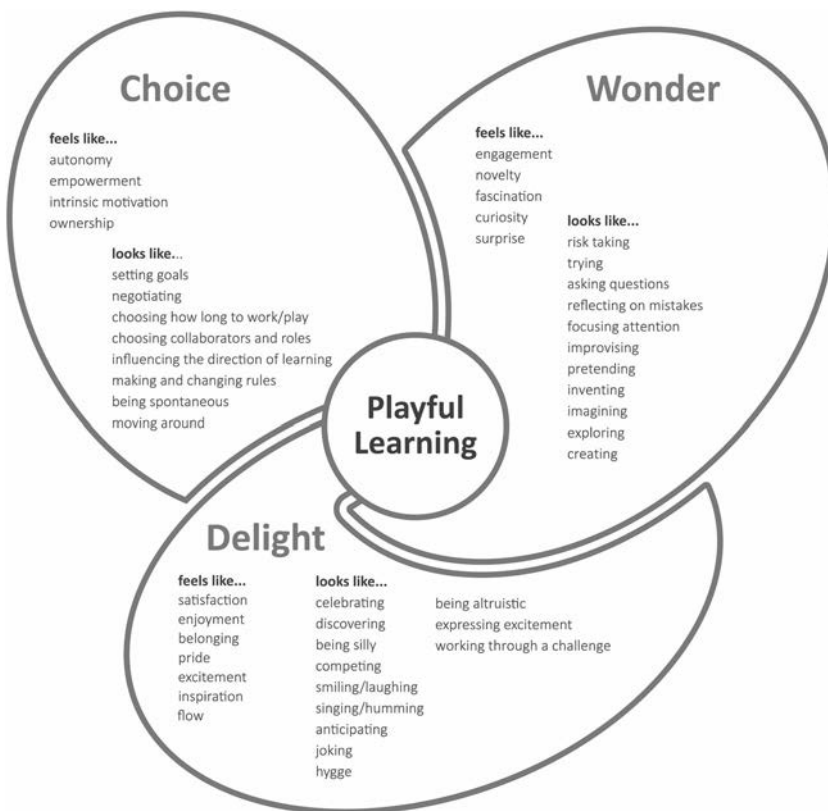 Choice
feels like...
autonomy
empowerment
intrinsic motivation
ownership
looks like...
setting goals
negotiating
choosing how long to work/play
choosing collaborators and roles
influencing the direction of learning
making and changing rules
being spontaneous
moving around
Wonder
feels like...
engagement
novelty
fascination
curiosity
surprise
looks like...
risk taking
trying
asking questions
reflecting on mistakes
focusing attention
improvising
pretending
inventing
imagining
exploring
creating
Playful
Learning
Delight
feels like...
satisfaction
enjoyment
belonging
pride
excitement
inspiration
flow
looks like...
celebrating
discovering
being silly
competing
smiling/laughing
singing/humming
anticipating
joking
hygge
being altruistic
expressing excitement
working through a challenge